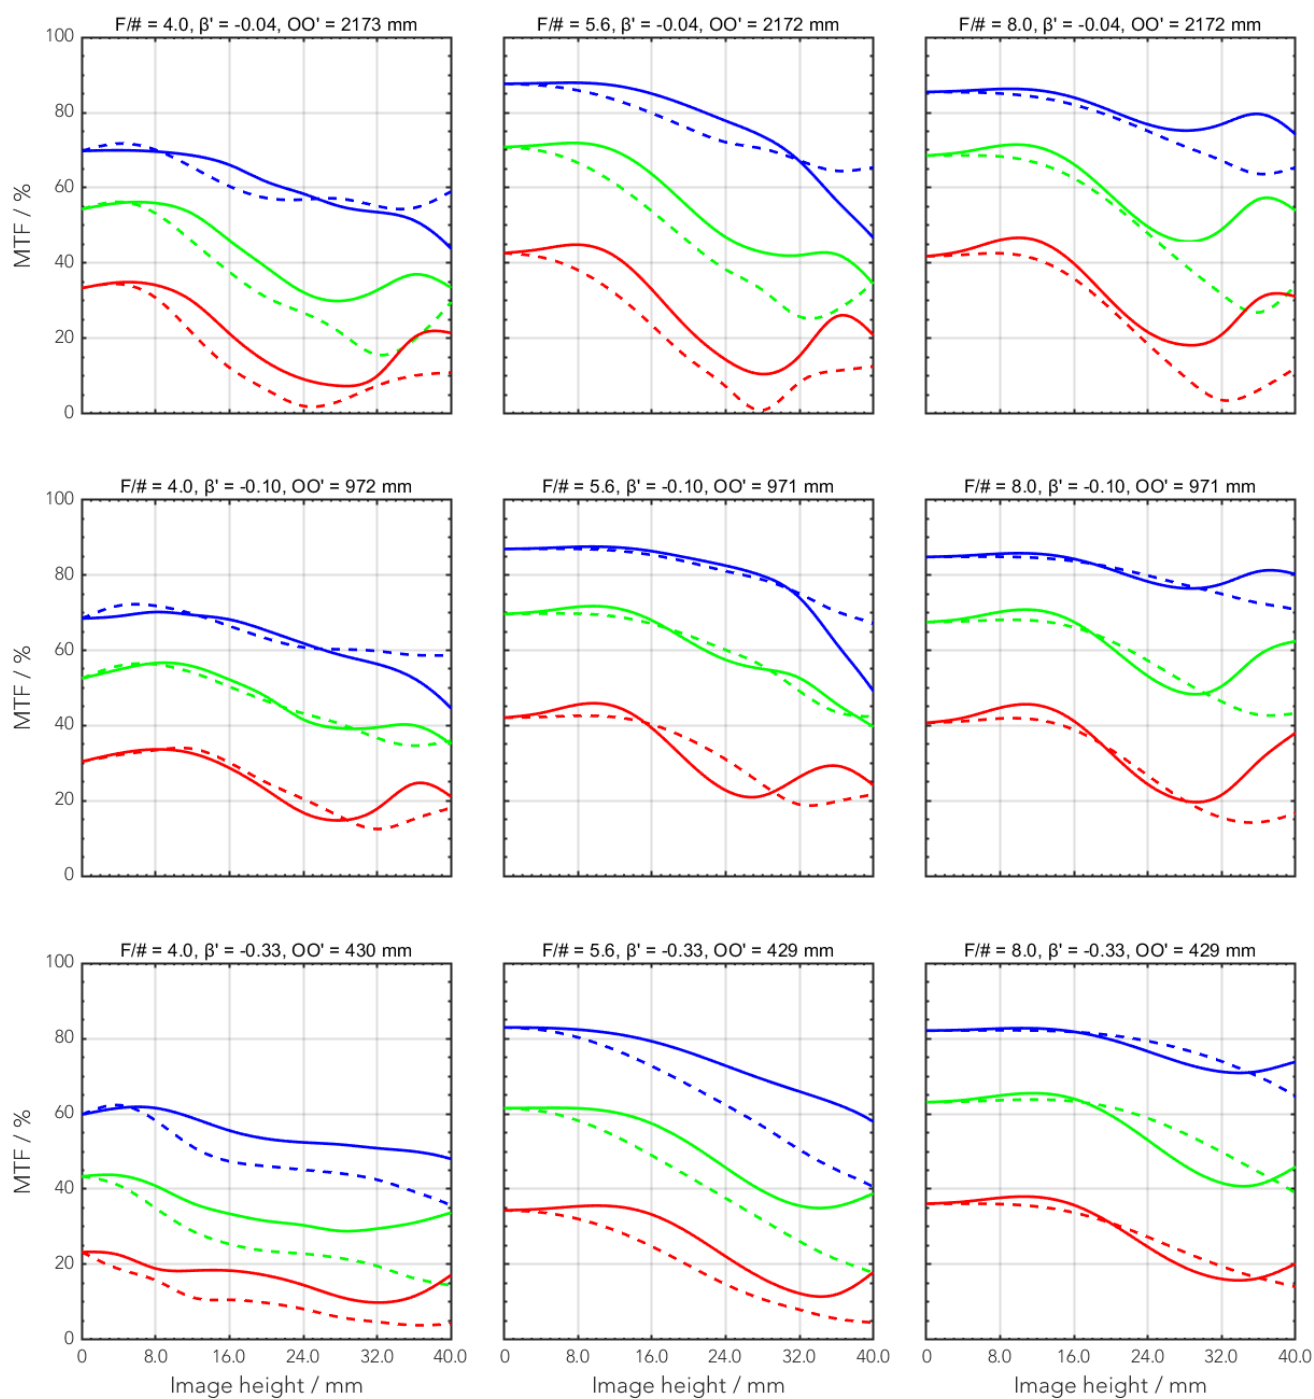 F/# = 4.0, β' = -0.04, OO' = 2173 mm
F/# = 5.6, β' = -0.04, OO' = 2172 mm
F/# = 8.0, β' = -0.04, OO' = 2172 mm
100
80
60
40
20
0
MTF / %
F/# = 4.0, β' = -0.10, OO' = 972 mm
F/# = 5.6, β' = -0.10, OO' = 971 mm
F/# = 8.0, β' = -0.10, OO' = 971 mm
100
80
60
40
20
0
MTF / %
F/# = 4.0, β' = -0.33, OO' = 430 mm
F/# = 5.6, β' = -0.33, OO' = 429 mm
F/# = 8.0, β' = -0.33, OO' = 429 mm
100
80
60
40
20
0
MTF / %
0 8.0 16.0 24.0 32.0 40.0
0 8.0 16.0 24.0 32.0 40.0
0 8.0 16.0 24.0 32.0 40.0
Image height / mm
Image height / mm
Image height / mm